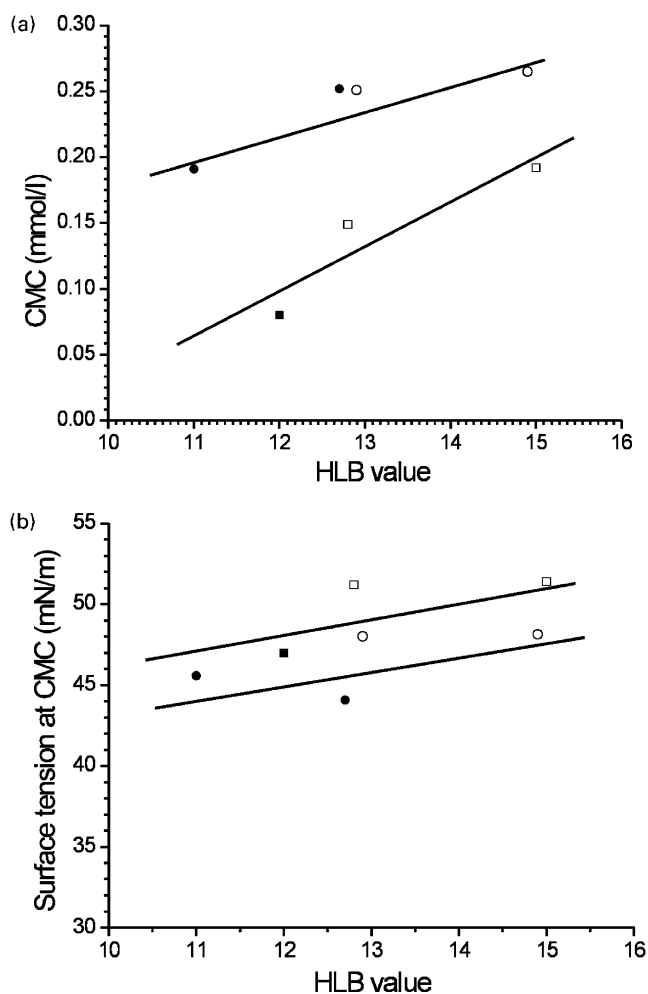 (a)
0.30
0.25
0.20
0.15
0.10
0.05
0.00
CMC (mmol/l)
10 11 12 13 14 15 16
HLB value
(b)
55
50
45
40
35
30
Surface tension at CMC (mN/m)
10 11 12 13 14 15 16
HLB value